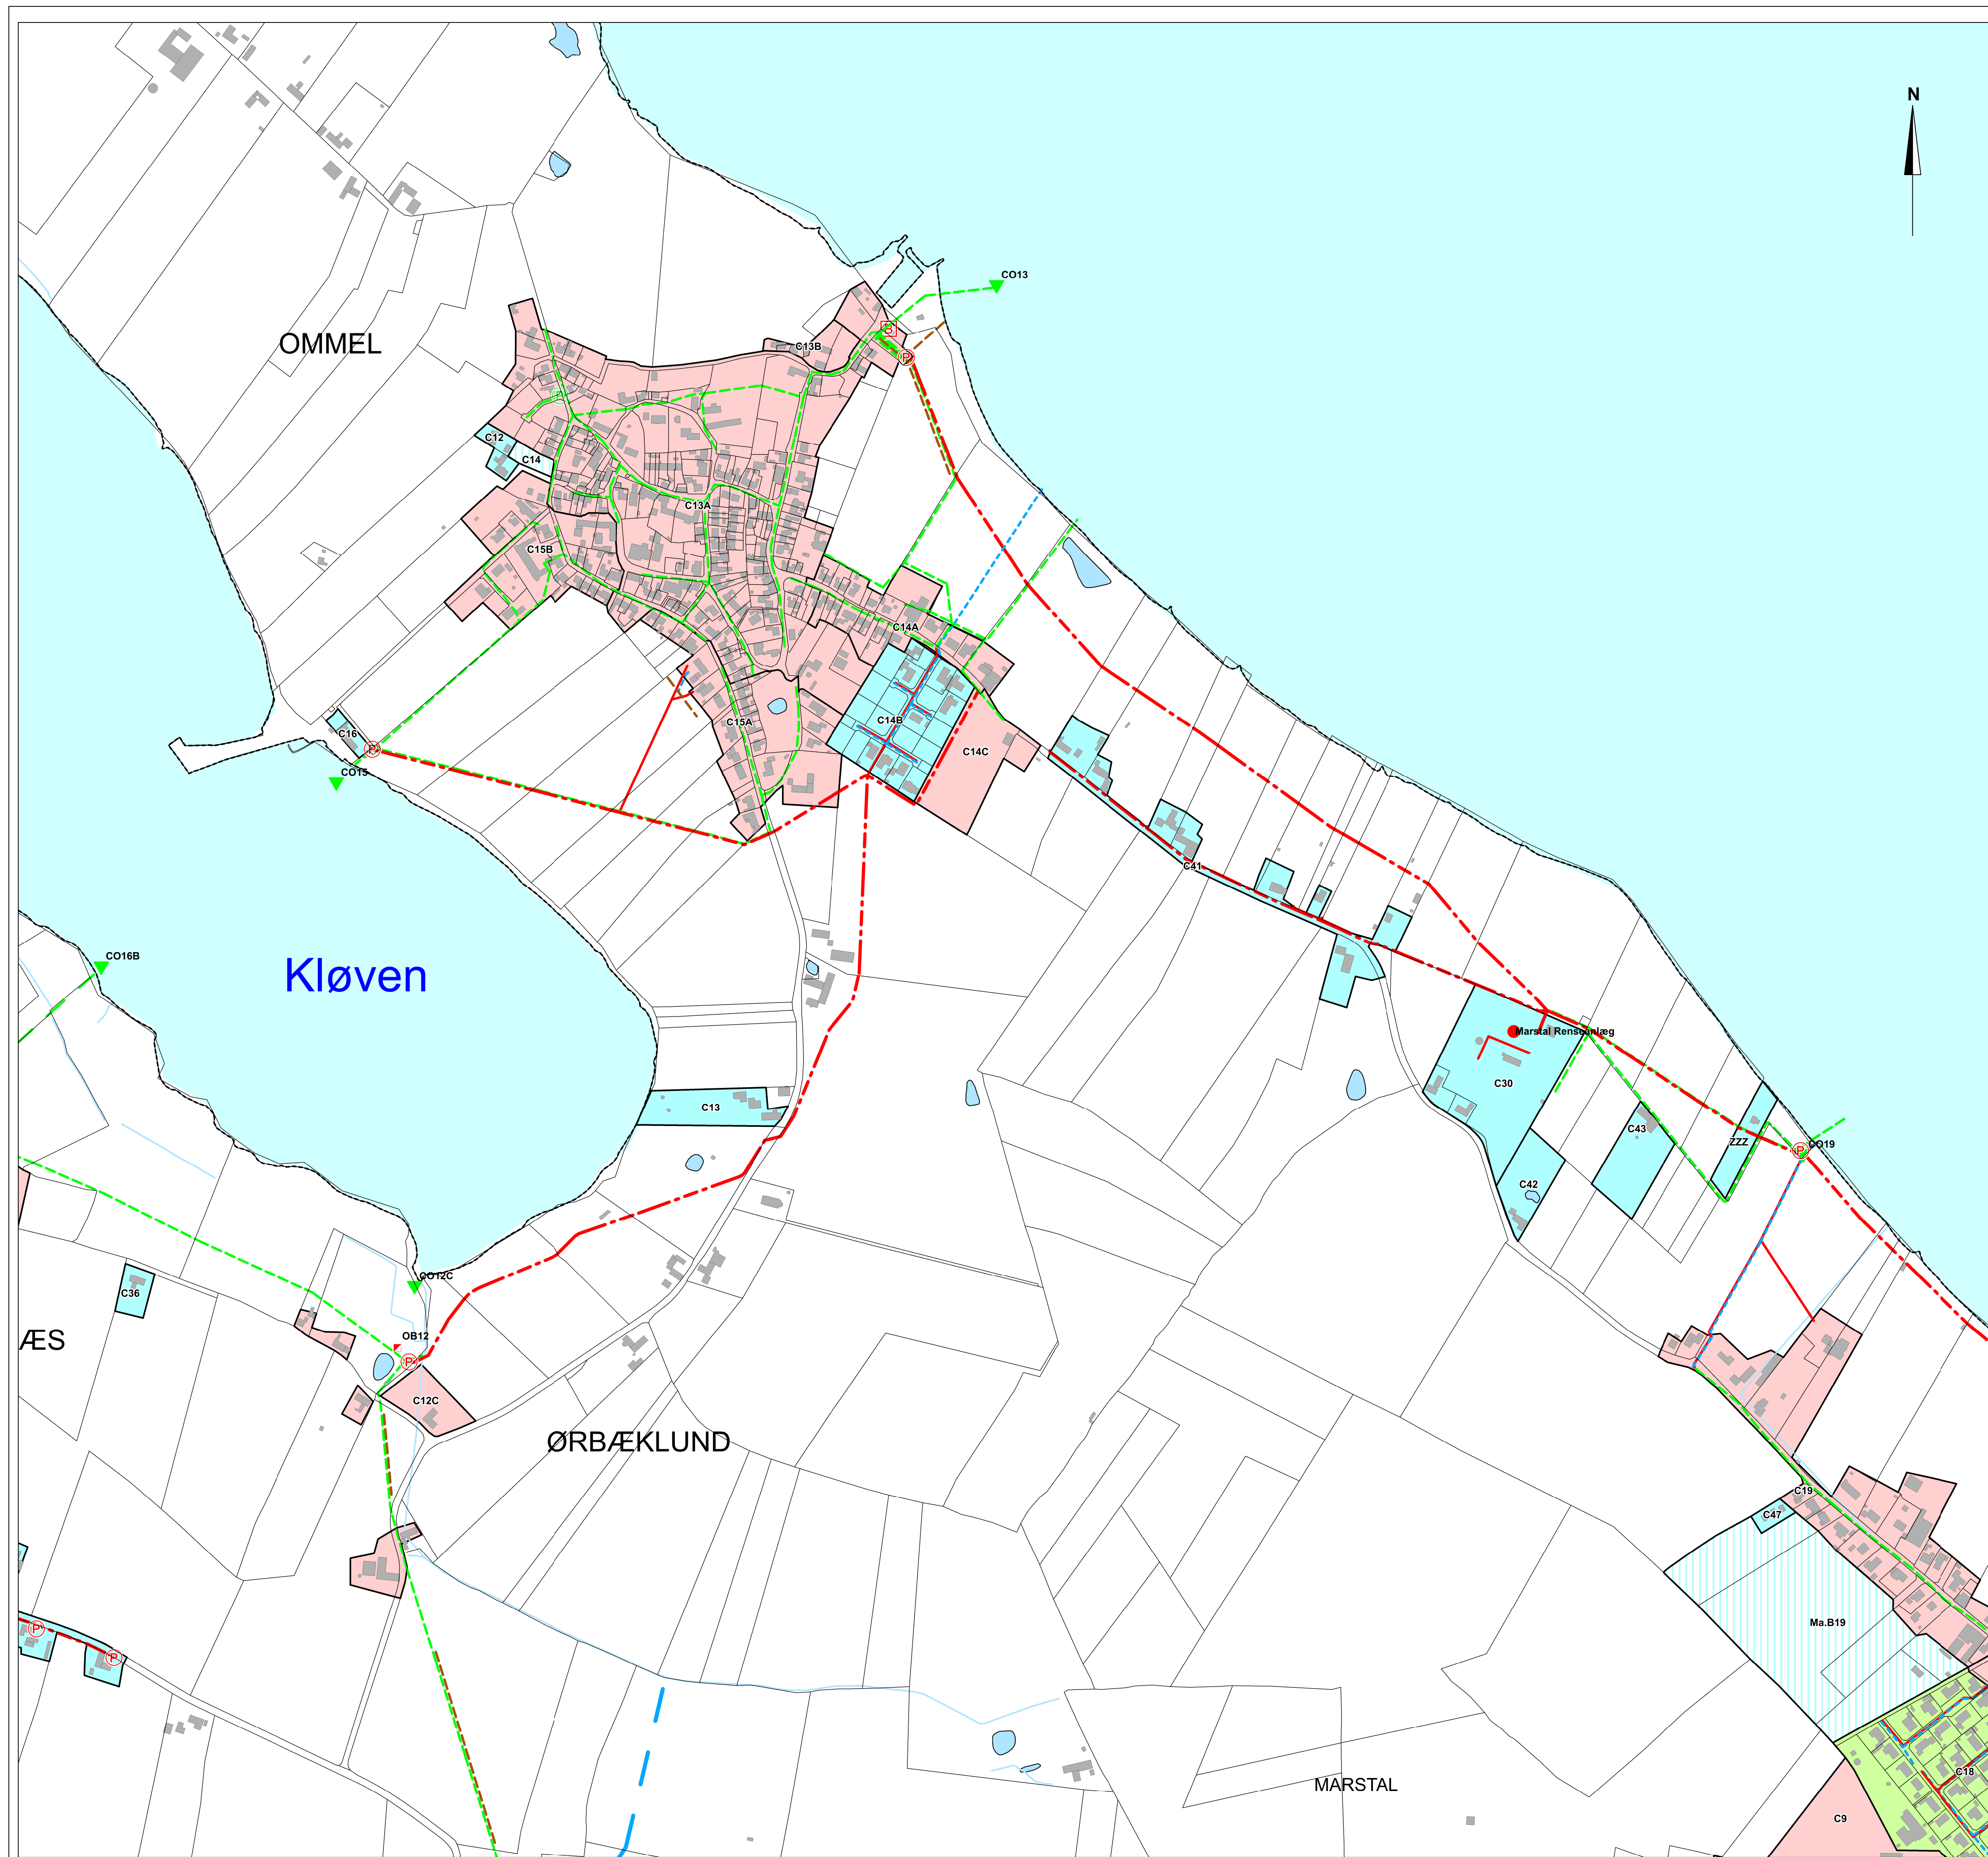 N
CO13
OMMEL
B
C13B
P
P
C12
C14
C13A
C15B
C14A
C14B
C15A
C16
P
C14C
CO15
C41
CO16B
Kløven
Marstal Renseanlæg
C30
C13
C43
ZZZ
P
CO19
C42
CO12C
C36
OB12
ÆS
P
C12C
ØRBÆKLUND
C19
C47
Ma.B19
P
P
C18
MARSTAL
C9